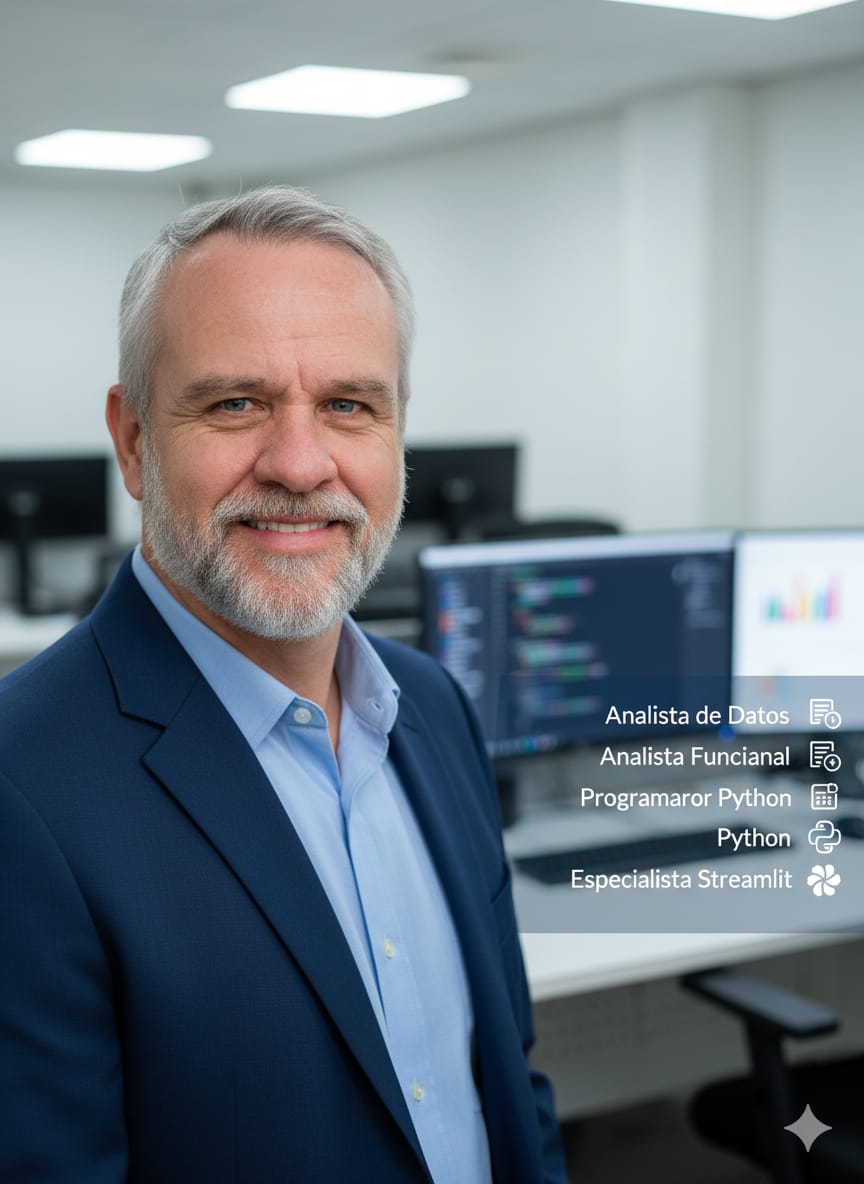 Analista de Datos
Analista Funcianal
Programaror Python
Python
Especialista Streamlit